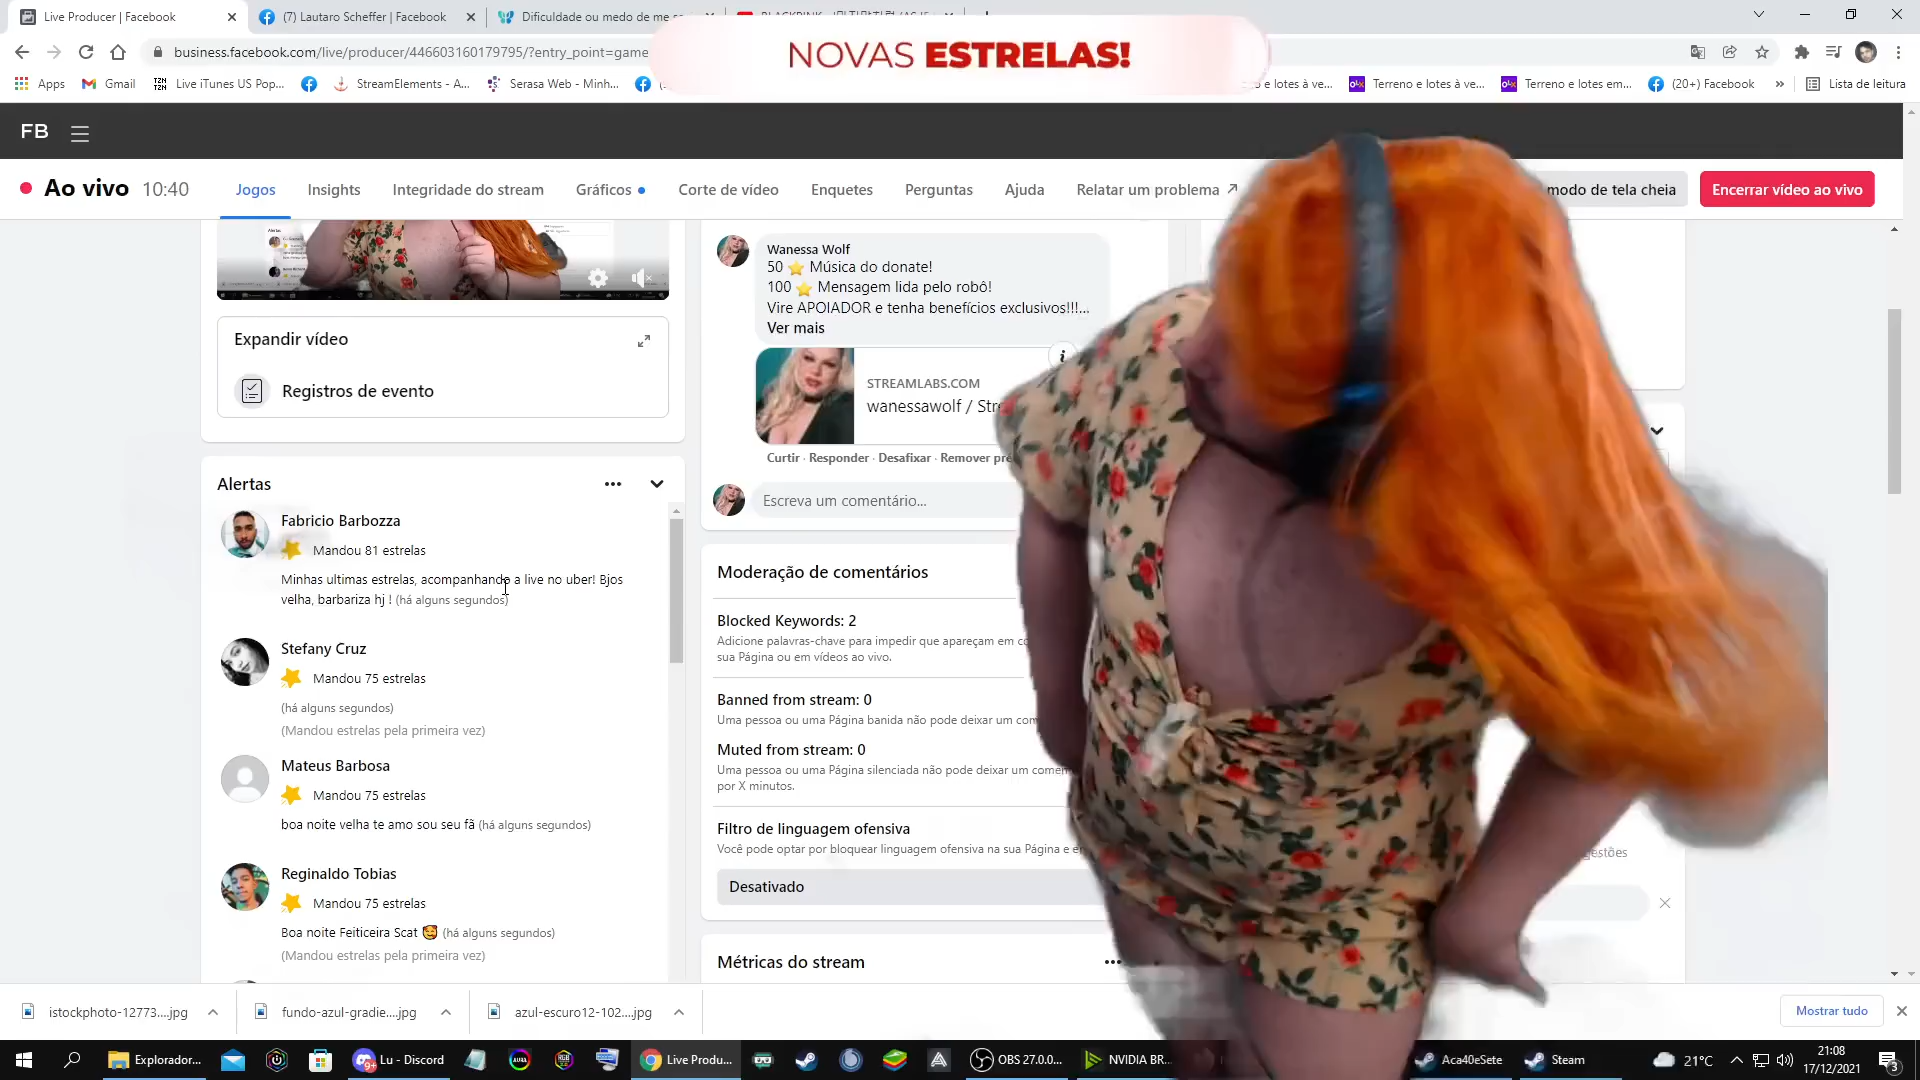 Live Producer | Facebook
(7) Lautaro Scheffer | Facebook
Dificuldade ou medo de me
NOVAS ESTRELAS!
business.facebook.com/live/producer/446603160179795/?entry_point=game
Apps
Gmail
Live iTunes US Pop...
StreamElements - A...
Serasa Web - Minh...
o e lotes à ve...
Terreno e lotes à ve...
Terreno e lotes em...
(20+) Facebook
»
Lista de leitura
FB
Ao vivo 10:40
Jogos
Insights
Integridade do stream
Gráficos
Corte de vídeo
Enquetes
Perguntas
Ajuda
Relatar um problema
modo de tela cheia
Encerrar vídeo ao vivo
Expandir vídeo
Registros de evento
Alertas
Fabricio Barbozza
Mandou 81 estrelas
Minhas ultimas estrelas, acompanhando a live no uber! Bjos
velha, barbariza hj ! (há alguns segundos)
Stefany Cruz
Mandou 75 estrelas
(há alguns segundos)
(Mandou estrelas pela primeira vez)
Mateus Barbosa
Mandou 75 estrelas
boa noite velha te amo sou seu fã (há alguns segundos)
Reginaldo Tobias
Mandou 75 estrelas
Boa noite Feiticeira Scat 🥰 (há alguns segundos)
(Mandou estrelas pela primeira vez)
Wanessa Wolf
50 ⭐ Música do donate!
100 ⭐ Mensagem lida pelo robô!
Vire APOIADOR e tenha benefícios exclusivos!!!...
Ver mais
STREAMLABS.COM
wanessawolf / Stre
Curtir · Responder · Desafixar · Remover pré
Escreva um comentário...
Moderação de comentários
Blocked Keywords: 2
Adicione palavras-chave para impedir que apareçam em co
sua Página ou em vídeos ao vivo.
Banned from stream: 0
Uma pessoa ou uma Página banida não pode deixar um com
Muted from stream: 0
Uma pessoa ou uma Página silenciada não pode deixar um comen
por X minutos.
Filtro de linguagem ofensiva
Você pode optar por bloquear linguagem ofensiva na sua Página e e
Desativado
Métricas do stream
gestões
istockphoto-12773....jpg
fundo-azul-gradie....jpg
azul-escuro12-102....jpg
Mostrar tudo
Explorador...
Lu - Discord
Live Produ...
OBS 27.0.0...
NVIDIA BR...
Aca40eSete
Steam
21°C
21:08
17/12/2021
3